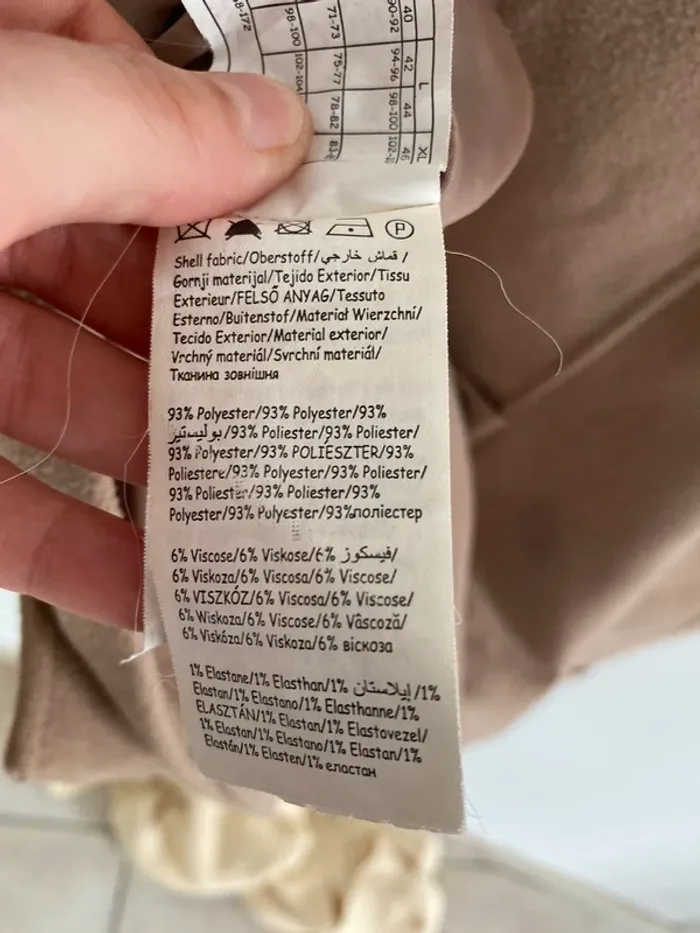 40 42 44 46
L XL
90-92 94-96 98-100
71-73 75-77 78-82
98-100 102-104
P
Shell fabric/Oberstoff/قماش خارجي/
Gornji materijal/Tejido Exterior/Tissu
Exterieur/FELSŐ ANYAG/Tessuto
Esterno/Buitenstof/Materiał Wierzchni/
Tecido Exterior/Material exterior/
Vrchný materiál/Svrchní materiál/
Тканина зовнішня
93% Polyester/93% Polyester/93%
بوليستيز/93% Poliester/93% Poliester/
93% Polyester/93% POLIÉSZTER/93%
Poliestere/93% Polyester/93% Poliester/
93% Poliester/93% Poliester/93%
Polyester/93% Polyester/93%поліестер
6% Viscose/6% Viskose/6% فيسكوز/
6% Viskoza/6% Viscosa/6% Viscose/
6% VISZKÓZ/6% Viscosa/6% Viscose/
6% Wiskoza/6% Viscose/6% Vâscoză/
6% Viskóza/6% Viskoza/6% віскоза
1% Elastane/1% Elasthan/1% إيلاستان/1%
Elastan/1% Elastano/1% Elasthanne/1%
ELASZTÁN/1% Elastan/1% Elastovezel/
1% Elastan/1% Elastano/1% Elastan/1%
Elastán/1% Elasten/1% еластан